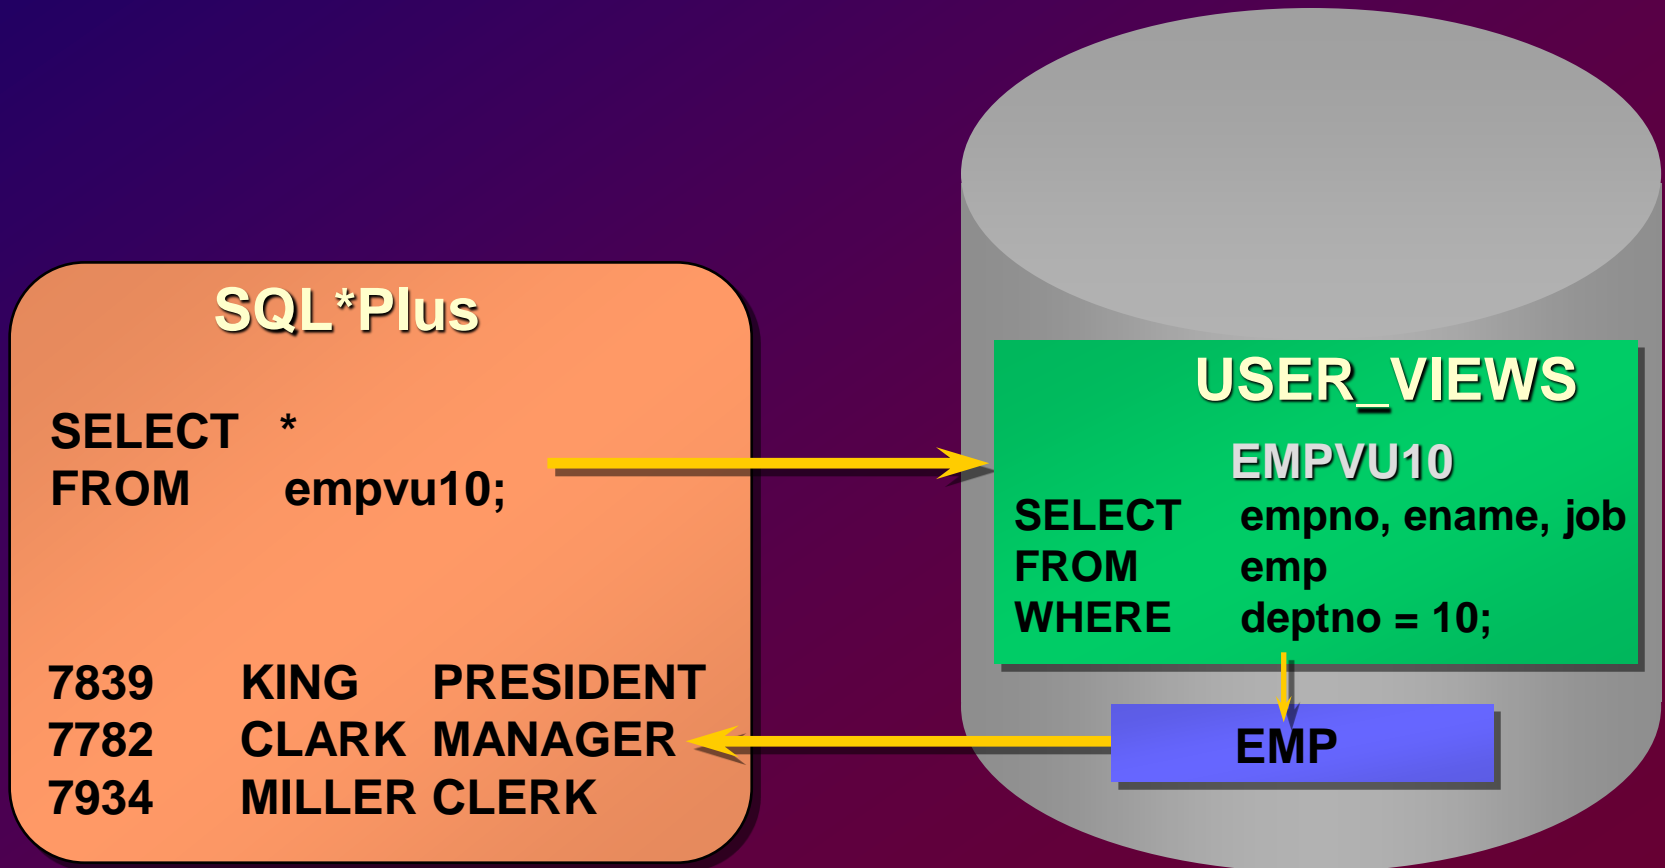 SQL*Plus
SELECT *
FROM empvu10;
7839 KING PRESIDENT
7782 CLARK MANAGER
7934 MILLER CLERK
USER_VIEWS
EMPVU10
SELECT empno, ename, job
FROM emp
WHERE deptno = 10;
EMP